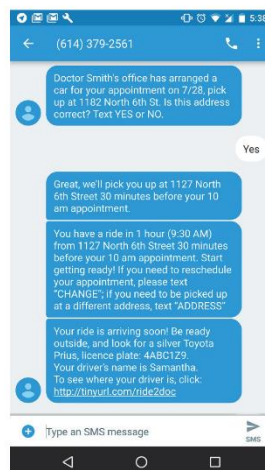 5:38
(614) 379-2561
Doctor Smith's office has arranged a
car for your appointment on 7/28, pick
up at 1182 North 6th St. Is this address
correct? Text YES or NO.
Yes
Great, we'll pick you up at 1127 North
6th Street 30 minutes before your 10
am appointment.
You have a ride in 1 hour (9:30 AM)
from 1127 North 6th Street 30 minutes
before your 10 am appointment. Start
getting ready! If you need to reschedule
your appointment, please text
"CHANGE"; if you need to be picked up
at a different address, text "ADDRESS"
Your ride is arriving soon! Be ready
outside, and look for a silver Toyota
Prius, licence plate: 4ABC1Z9.
Your driver's name is Samantha.
To see where your driver is, click:
http://tinyurl.com/ride2doc
Type an SMS message
SMS